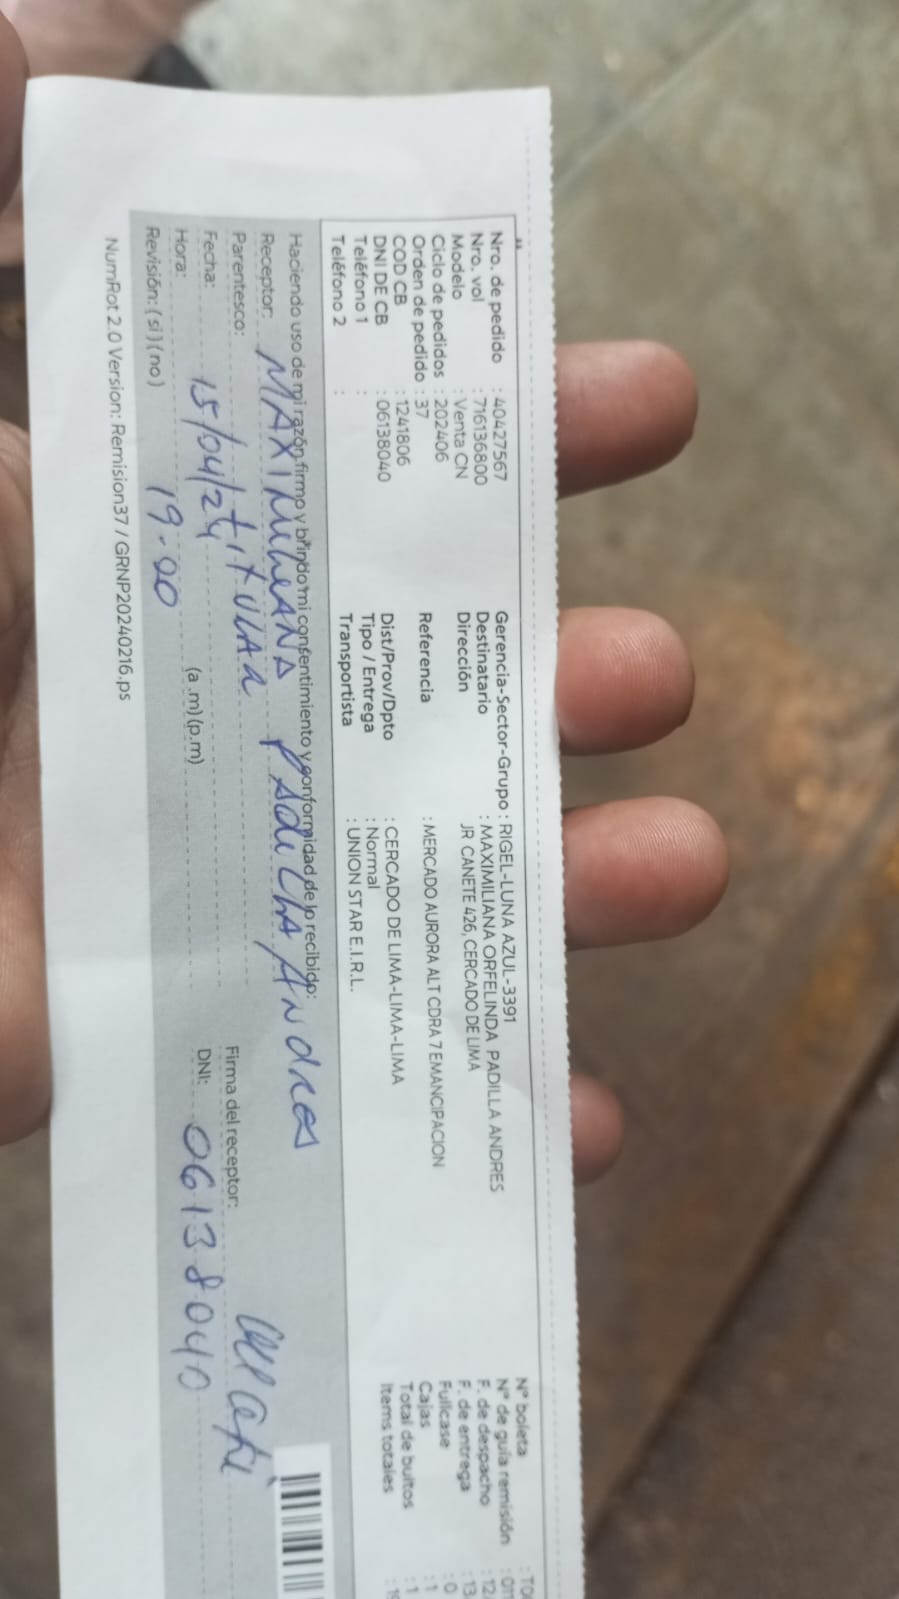 Nro. de pedido : 40427567
Nro. vol : 716136800
Modelo : Venta CN
Ciclo de pedidos : 202406
Orden de pedido : 37
COD CB : 1241806
DNI DE CB : 06138040
Teléfono 1 :
Teléfono 2 :
Gerencia-Sector-Grupo : RIGEL-LUNA AZUL-3391
Destinatario : MAXIMILIANA ORFELINDA PADILLA ANDRES
Dirección JR CANETE 426, CERCADO DE LIMA
Referencia : MERCADO AURORA ALT CDRA 7 EMANCIPACION
Dist/Prov/Dpto : CERCADO DE LIMA-LIMA-LIMA
Tipo / Entrega : Normal
Transportista : UNION STAR E.I.R.L.
N° boleta
N° de guía remisión
F. de despacho
F. de entrega
Fullcase : 0
Cajas : 1
Total de bultos : 1
Items totales
Haciendo uso de mi razón firmo y brindo mi consentimiento y conformidad de lo recibido:
Receptor:
Parentesco: titular
Fecha: 15/04/24
Hora: 19.00 (a .m) (p.m)
Revisión: (si) (no)
Firma del receptor:
DNI: 06138040
NumRot 2.0 Version: Remision37 / GRNP20240216.ps